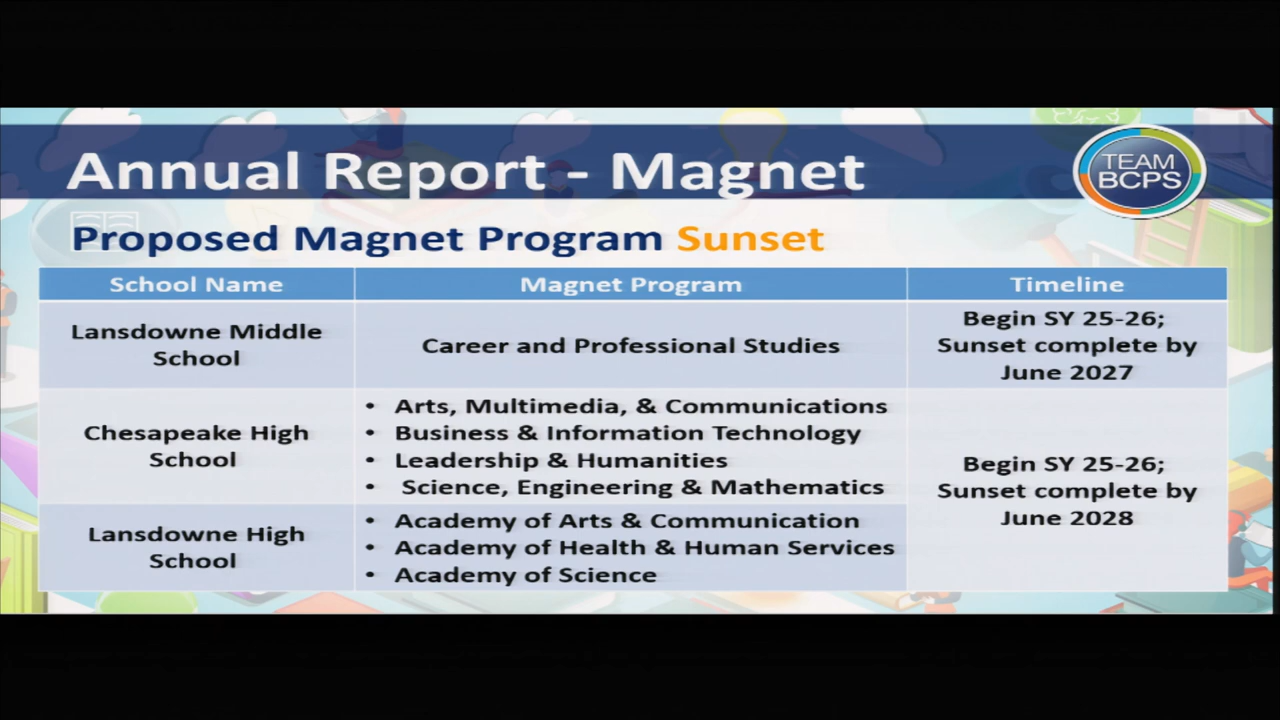 Annual Report - Magnet
TEAM
BCPS
Proposed Magnet Program Sunset
School Name
Magnet Program
Timeline
Lansdowne Middle
School
Career and Professional Studies
Begin SY 25-26;
Sunset complete by
June 2027
Chesapeake High
School
• Arts, Multimedia, & Communications
• Business & Information Technology
• Leadership & Humanities
• Science, Engineering & Mathematics
Begin SY 25-26;
Sunset complete by
June 2028
Lansdowne High
School
• Academy of Arts & Communication
• Academy of Health & Human Services
• Academy of Science